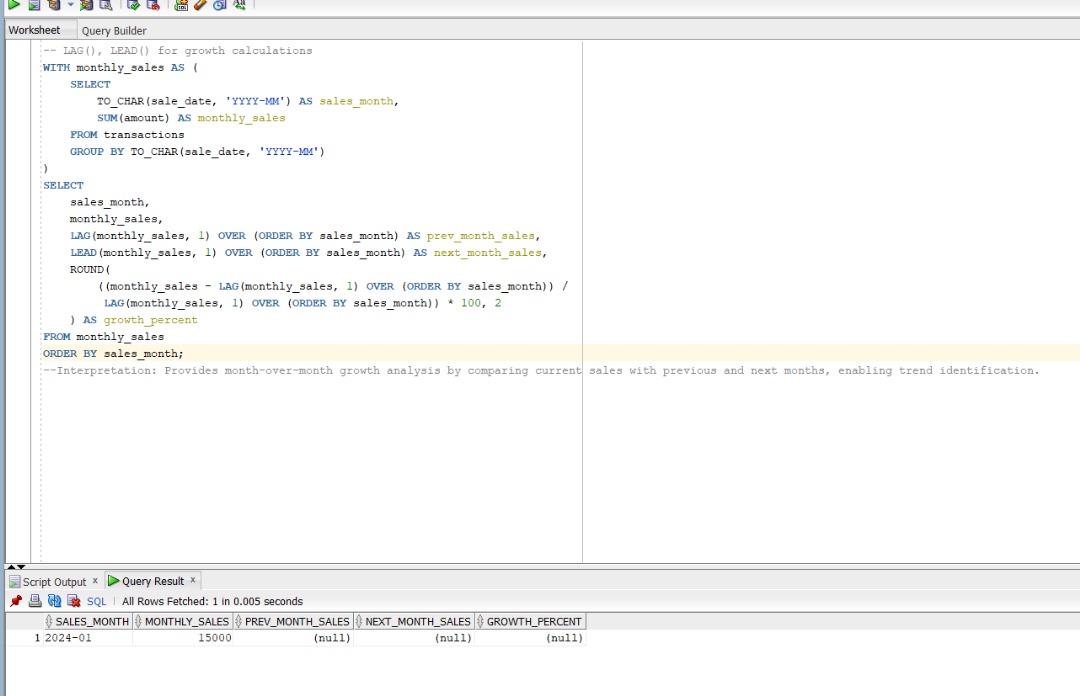 Worksheet Query Builder
-- LAG(), LEAD() for growth calculations
WITH monthly_sales AS (
SELECT
TO_CHAR(sale_date, 'YYYY-MM') AS sales_month,
SUM(amount) AS monthly_sales
FROM transactions
GROUP BY TO_CHAR(sale_date, 'YYYY-MM')
)
SELECT
sales_month,
monthly_sales,
LAG(monthly_sales, 1) OVER (ORDER BY sales_month) AS prev_month_sales,
LEAD(monthly_sales, 1) OVER (ORDER BY sales_month) AS next_month_sales,
ROUND(
((monthly_sales - LAG(monthly_sales, 1) OVER (ORDER BY sales_month)) /
LAG(monthly_sales, 1) OVER (ORDER BY sales_month)) * 100, 2
) AS growth_percent
FROM monthly_sales
ORDER BY sales_month;
--Interpretation: Provides month-over-month growth analysis by comparing current sales with previous and next months, enabling trend identification.
Script Output x Query Result x
SQL | All Rows Fetched: 1 in 0.005 seconds
SALES_MONTH MONTHLY_SALES PREV_MONTH_SALES NEXT_MONTH_SALES GROWTH_PERCENT
1 2024-01 15000 (null) (null) (null)